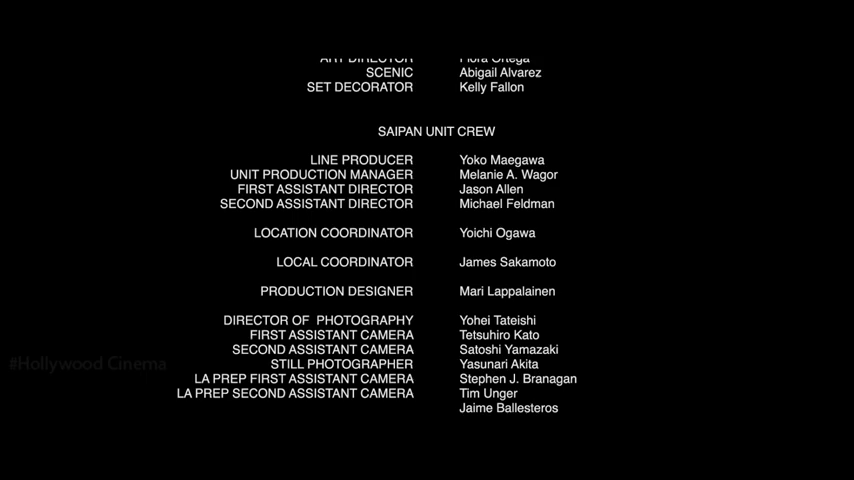 ART DIRECTOR Flora Ortega
SCENIC Abigail Alvarez
SET DECORATOR Kelly Fallon
SAIPAN UNIT CREW
LINE PRODUCER Yoko Maegawa
UNIT PRODUCTION MANAGER Melanie A. Wagor
FIRST ASSISTANT DIRECTOR Jason Allen
SECOND ASSISTANT DIRECTOR Michael Feldman
LOCATION COORDINATOR Yoichi Ogawa
LOCAL COORDINATOR James Sakamoto
PRODUCTION DESIGNER Mari Lappalainen
DIRECTOR OF PHOTOGRAPHY Yohei Tateishi
FIRST ASSISTANT CAMERA Tetsuhiro Kato
SECOND ASSISTANT CAMERA Satoshi Yamazaki
#Hollywood Cinema STILL PHOTOGRAPHER Yasunari Akita
LA PREP FIRST ASSISTANT CAMERA Stephen J. Branagan
LA PREP SECOND ASSISTANT CAMERA Tim Unger
Jaime Ballesteros